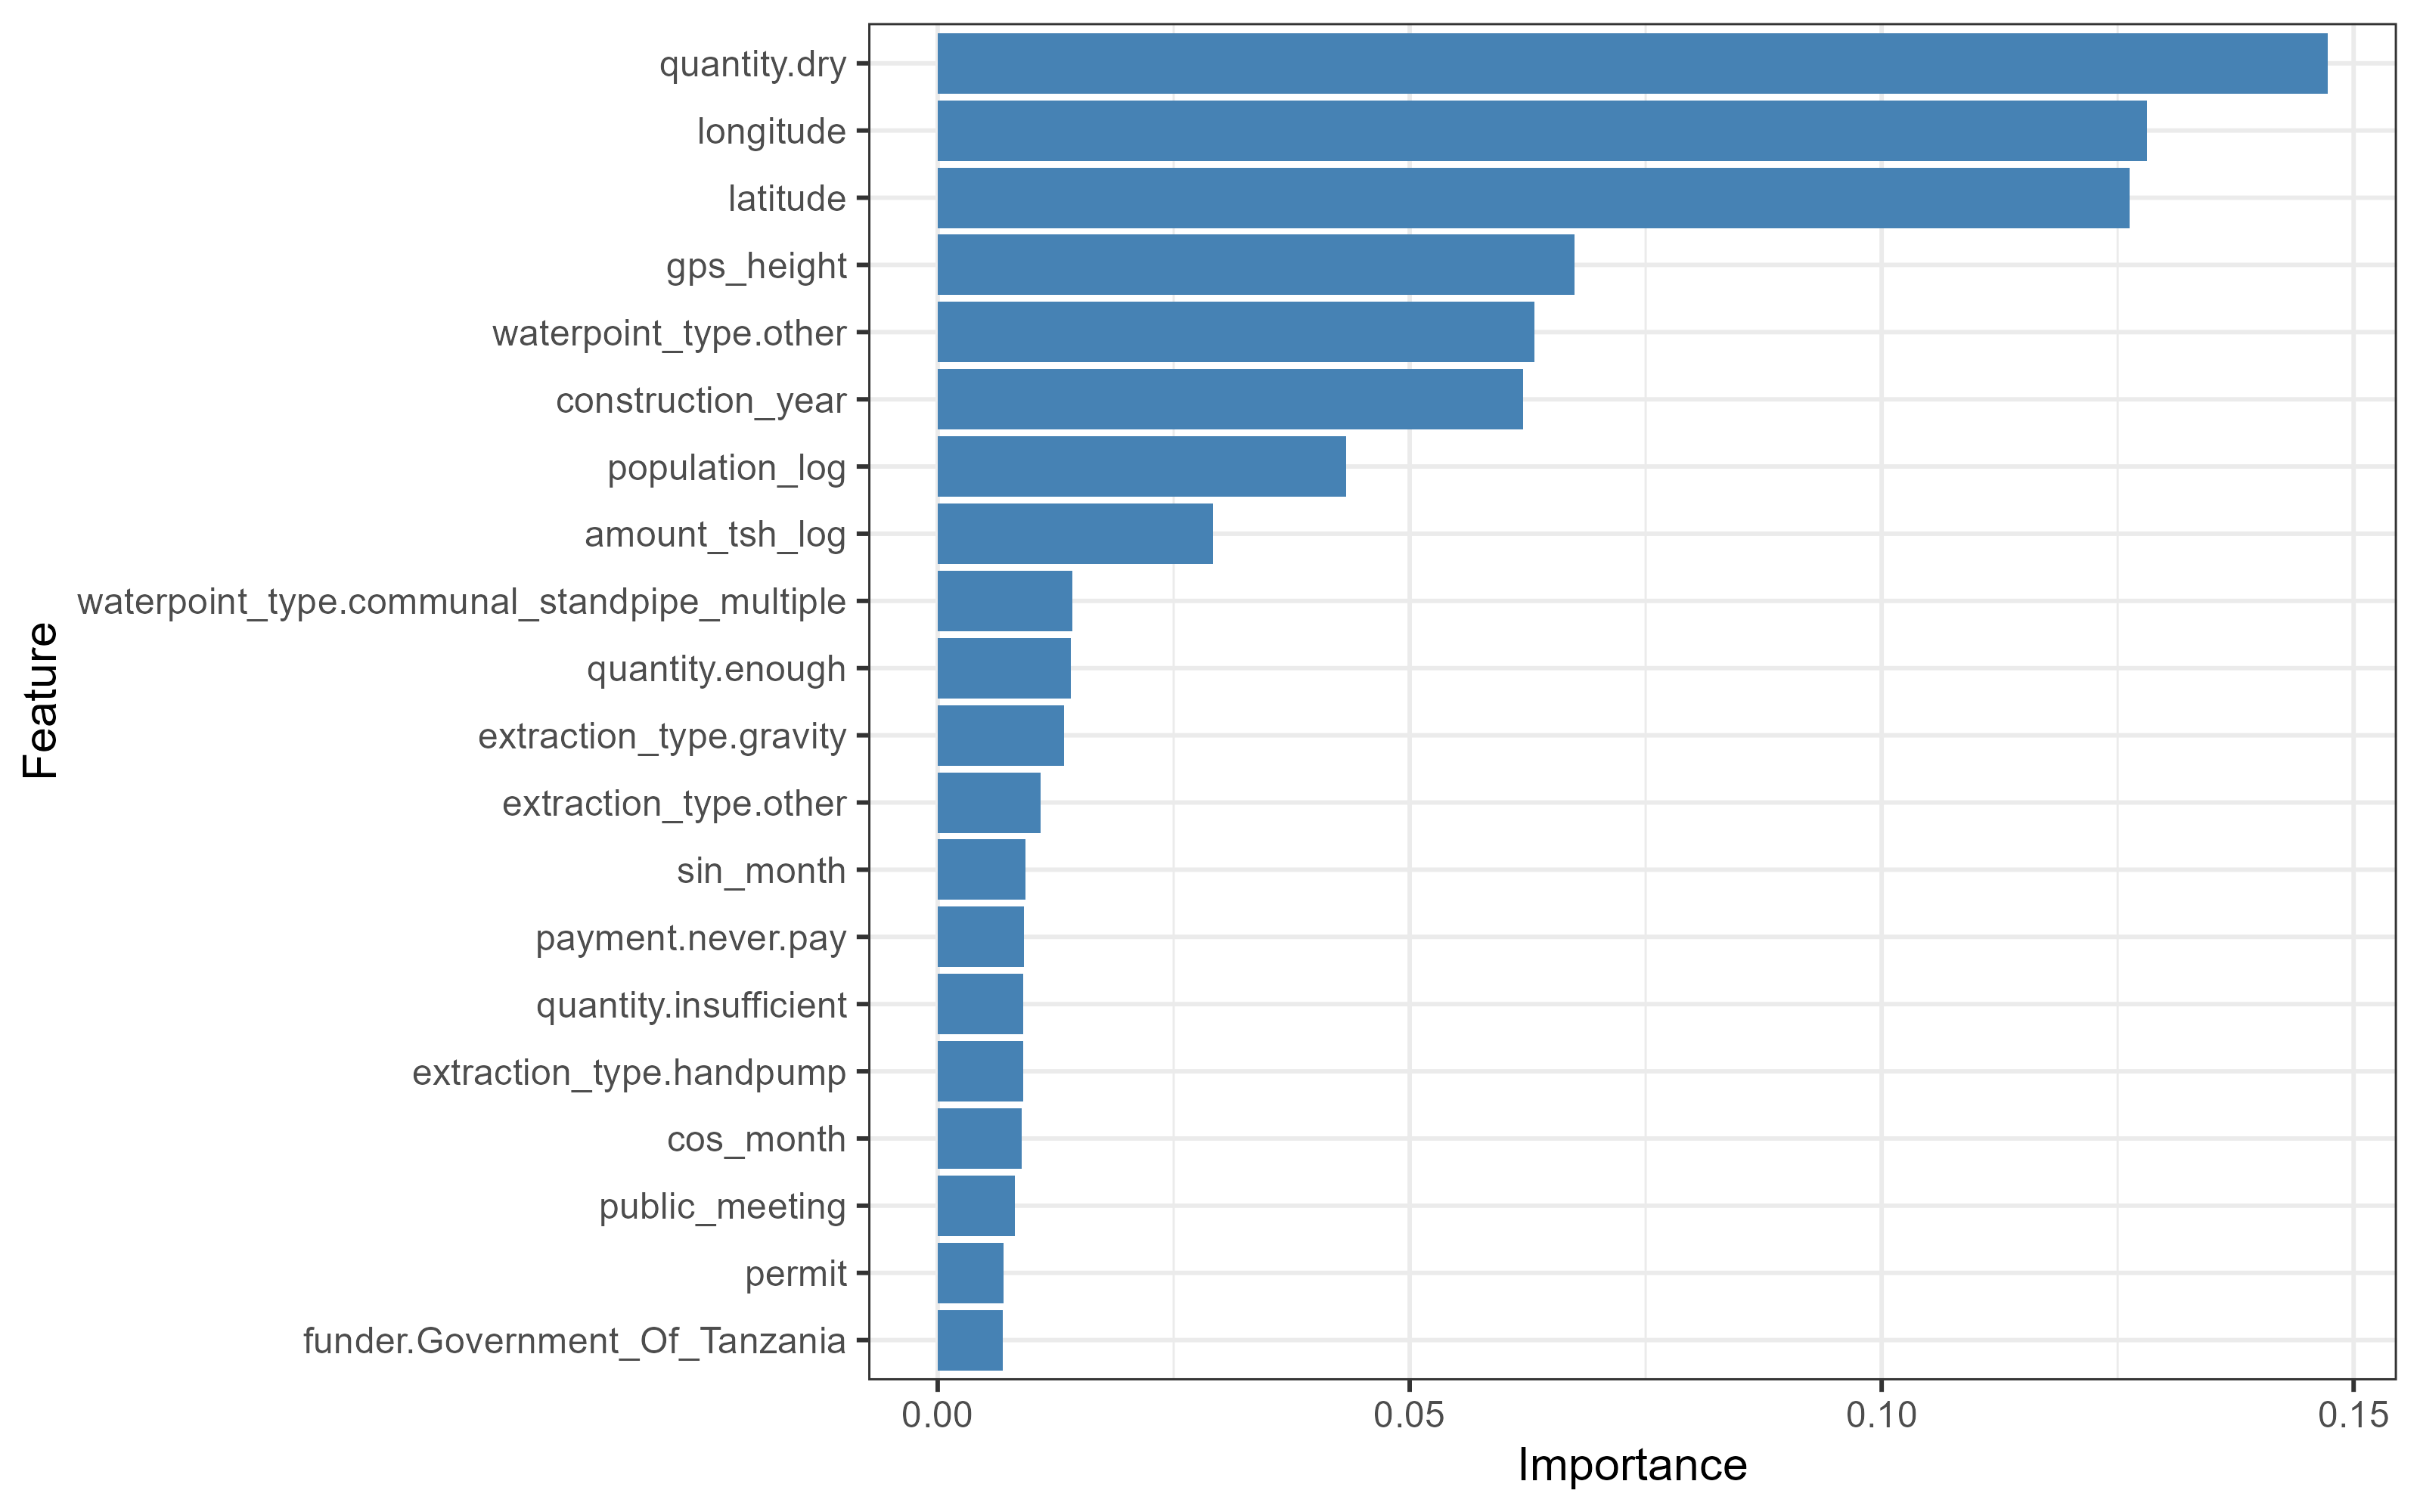 quantity.dry
longitude
latitude
gps_height
waterpoint_type.other
construction_year
population_log
amount_tsh_log
waterpoint_type.communal_standpipe_multiple
quantity.enough
extraction_type.gravity
extraction_type.other
sin_month
payment.never.pay
quantity.insufficient
extraction_type.handpump
cos_month
public_meeting
permit
funder.Government_Of_Tanzania
Feature
0.00 0.05 0.10 0.15
Importance